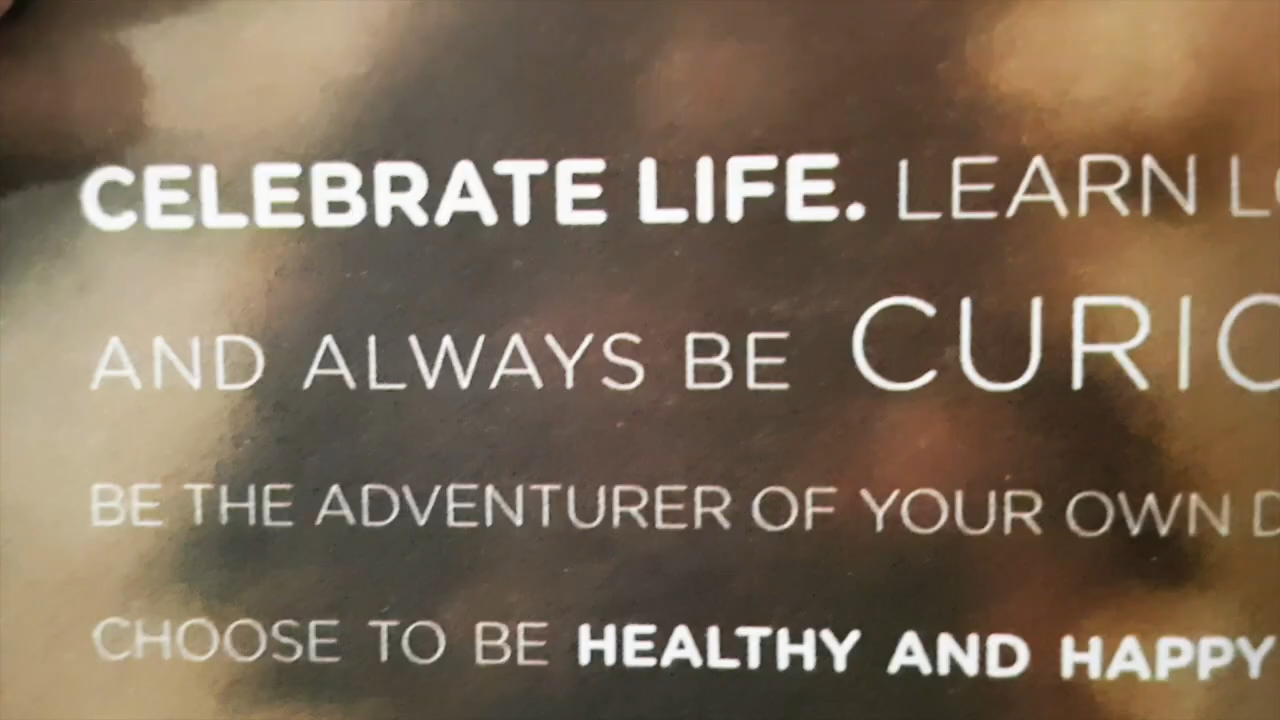 CELEBRATE LIFE. LEARN
AND ALWAYS BE
BE THE ADVENTURER OF YOUR OWN
CHOOSE TO BE HEALTHY AND HAPPY